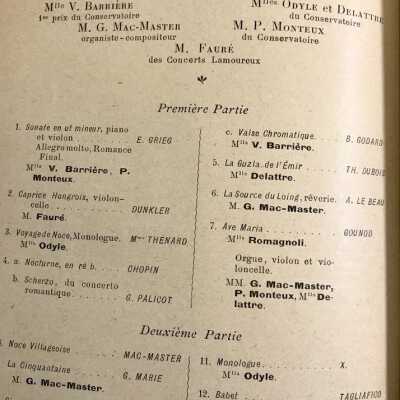 Mlle V. BARRIÈRE
1er prix du Conservatoire
M. G. MAC-MASTER
organiste-compositeur
Mlles ODYLE ET DELATTRE
du Conservatoire
M. P. MONTEUX
du Conservatoire
M. FAURÉ
des Concerts Lamoureux
Première Partie
1. Sonate en ut mineur, piano
et violon . . . . . E. GRIEG
Allegro molto, Romance
Final.
Mlle V. Barrière, P.
Monteux.
2. Caprice Hongrois, violon-
celle . . . . DUNKLER
M. Fauré.
3. Voyage de Noce, Monologue. Mme THENARD
Mlle Odyle.
4. a. Nocturne, en ré b. . CHOPIN
b. Scherzo, du concerto
romantique . . . . G. PALICOT
c. Valse Chromatique. . . . B. GODARD
Mlle V. Barrière.
5. La Guzla de l'Émir . . . TH. DUBOIS
Mlle Delattre.
6. La Source du Loing, rêverie. A. LE BEAU
M. G. Mac-Master.
7. Ave Maria . . . . . GOUNOD
Mlle Romagnoli.
Orgue, violon et vio-
loncelle.
MM. G. Mac-Master,
P. Monteux, Mlle De-
lattre.
Deuxième Partie
Noce Villageoise MAC-MASTER
La Cinquantaine . . . G. MARIE
M. G. Mac-Master.
11. Monologue . . . . . . X.
Mlle Odyle.
12. Babet . . . . . TAGLIAFICO